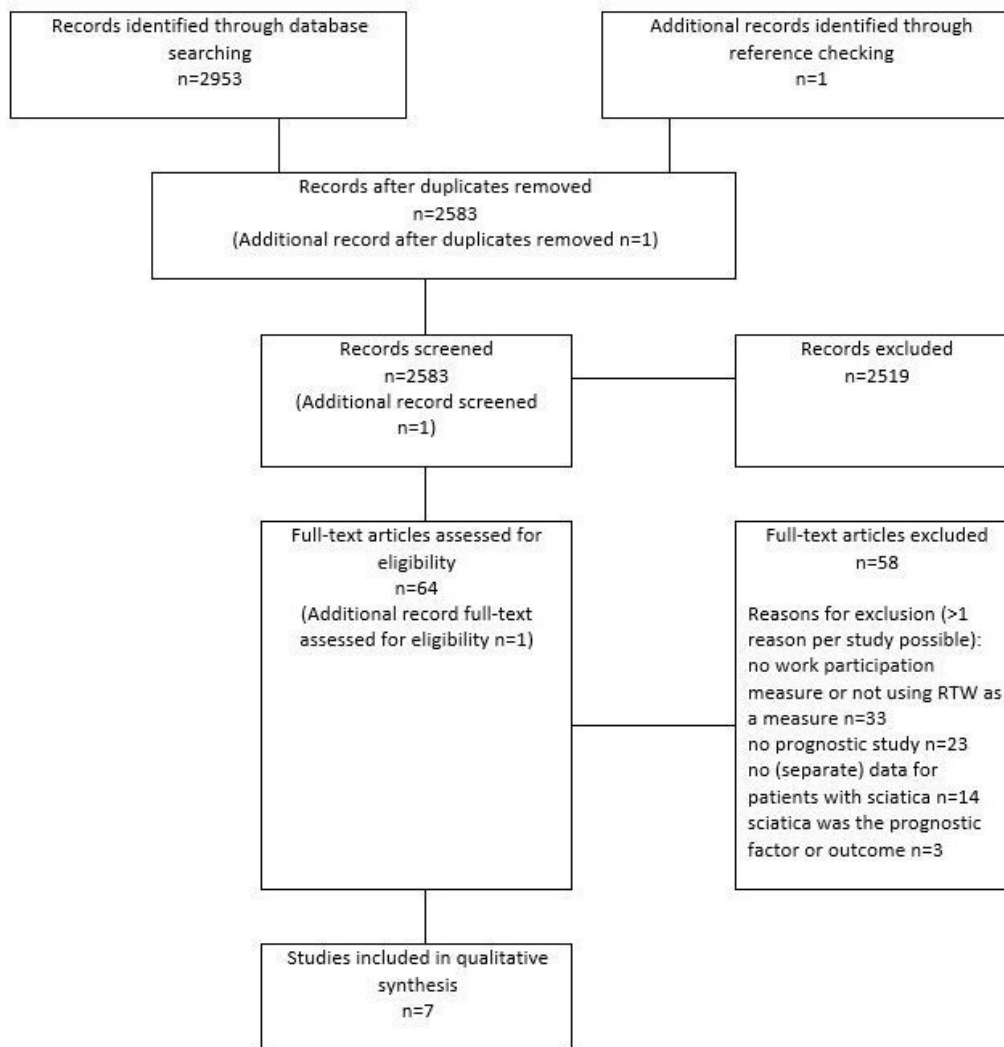 Records identified through database
searching
n=2953
Additional records identified through
reference checking
n=1
Records after duplicates removed
n=2583
(Additional record after duplicates removed n=1)
Records screened
n=2583
(Additional record screened
n=1)
Records excluded
n=2519
Full-text articles assessed for
eligibility
n=64
(Additional record full-text
assessed for eligibility n=1)
Full-text articles excluded
n=58
Reasons for exclusion (>1
reason per study possible):
no work participation
measure or not using RTW as
a measure n=33
no prognostic study n=23
no (separate) data for
patients with sciatica n=14
sciatica was the prognostic
factor or outcome n=3
Studies included in qualitative
synthesis
n=7